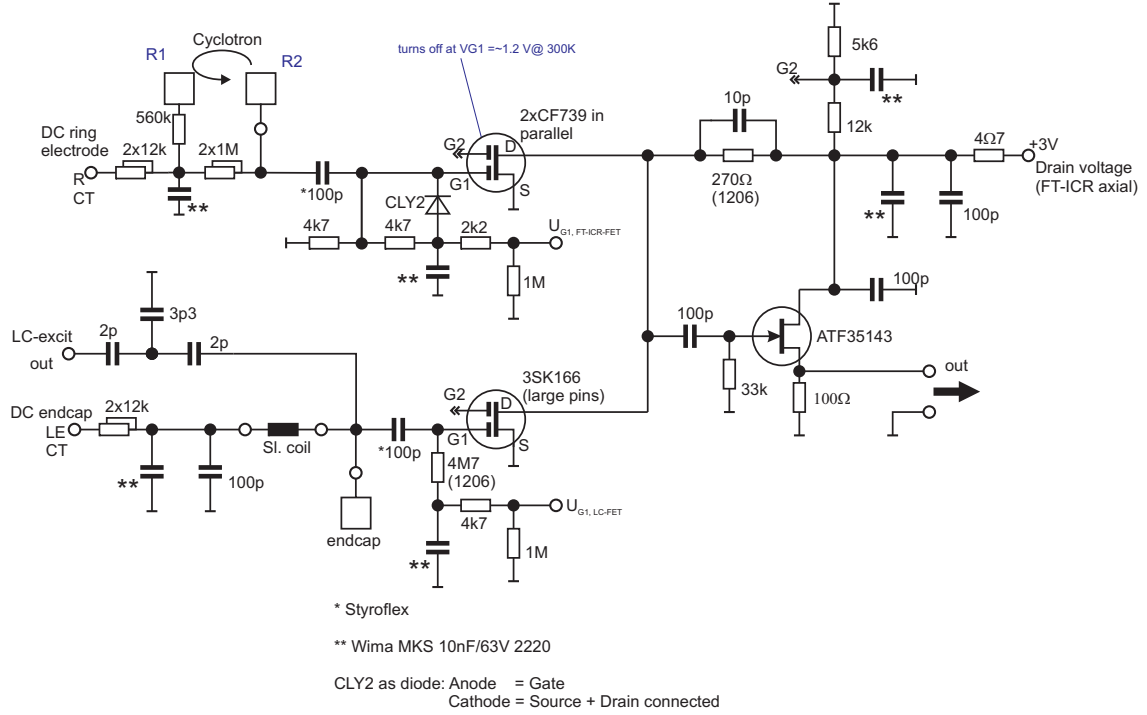 R1
Cyclotron
R2
turns off at VG1 =~1.2 V@ 300K
5k6
G2
**
560k
10p
12k
2xCF739 in
parallel
DC ring
electrode
2x12k
2x1M
G2
D
4Ω7
+3V
R
CT
G1
S
Drain voltage
(FT-ICR axial)
*100p
270Ω
(1206)
**
CLY2
**
100p
4k7
4k7
2k2
U G1, FT-ICR-FET
**
1M
100p
3p3
LC-excit
out
2p
2p
100p
ATF35143
3SK166
(large pins)
out
G2
D
33k
100Ω
DC endcap
LE
CT
2x12k
G1
S
Sl. coil
*100p
4M7
(1206)
**
100p
U G1, LC-FET
4k7
endcap
**
1M
* Styroflex
** Wima MKS 10nF/63V 2220
CLY2 as diode: Anode = Gate
Cathode = Source + Drain connected